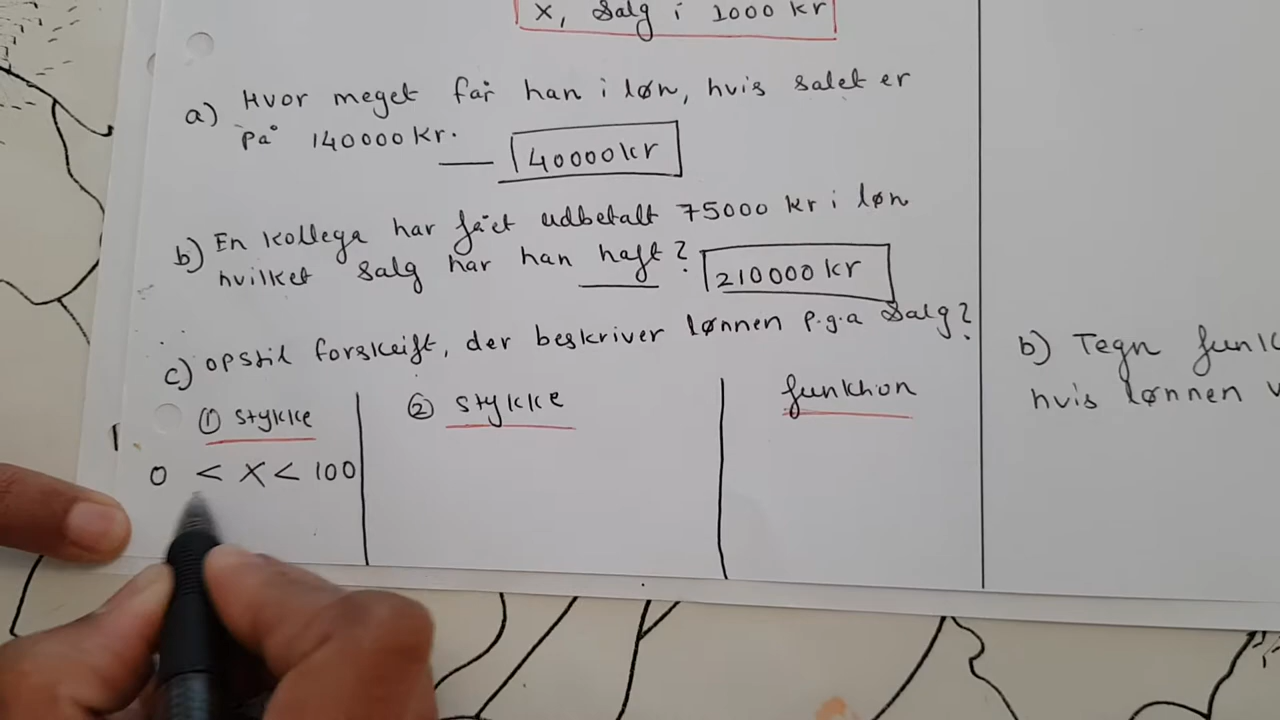 x, Salg i 1000 kr
a) Hvor meget får han i løn, hvis salet er
på 140000 kr. 40000 kr
b) En kollega har fået udbetalt 75000 kr i løn
hvilket salg har han haft? 210000 kr
c) opstil forskrift, der beskriver lønnen p.g.a salg?
① stykke
0 < x < 100
② stykke
funktion
b) Tegn funk
hvis lønnen v